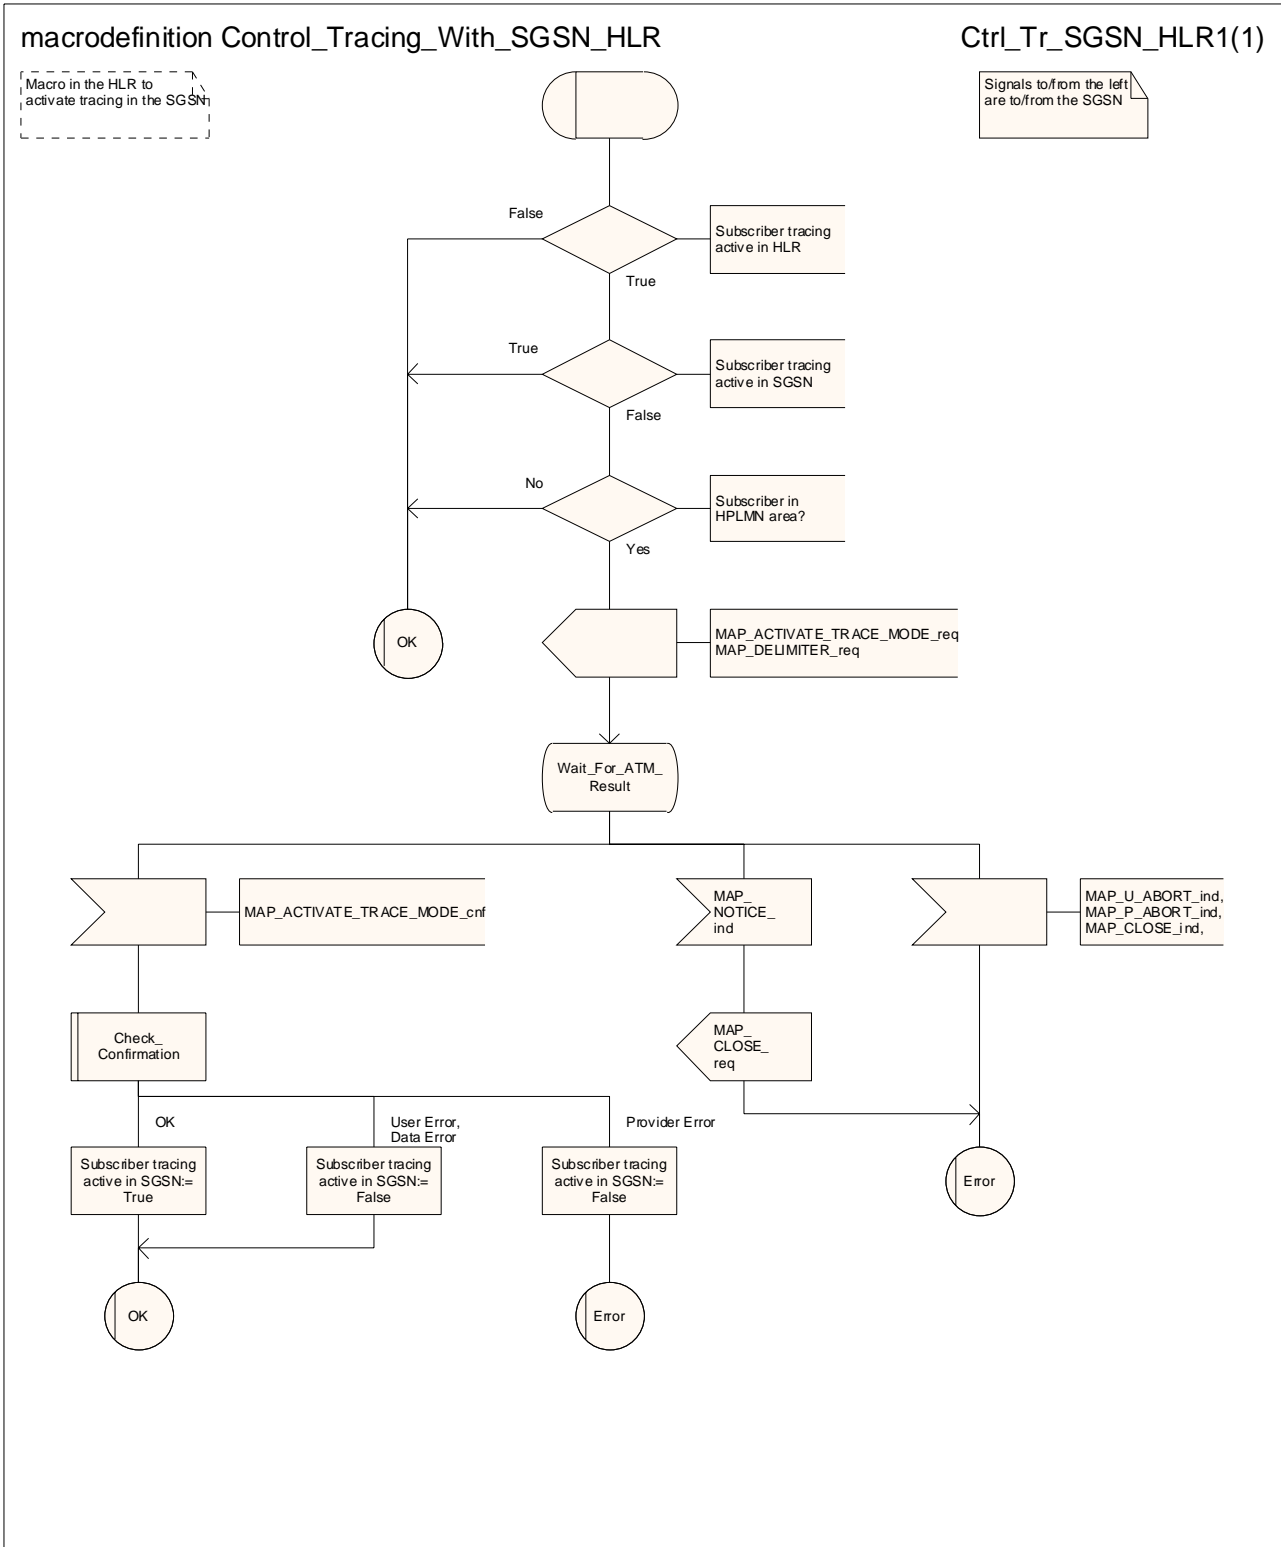 macrodefinition Control_Tracing_With_SGSN_HLR
Ctrl_Tr_SGSN_HLR1(1)
Macro in the HLR to
activate tracing in the SGSN
Signals to/from the left
are to/from the SGSN
False
Subscriber tracing
active in HLR
True
True
Subscriber tracing
active in SGSN
False
No
Subscriber in
HPLMN area?
Yes
OK
MAP_ACTIVATE_TRACE_MODE_req
MAP_DELIMITER_req
Wait_For_ATM_
Result
MAP_ACTIVATE_TRACE_MODE_cnf
MAP_
NOTICE_
ind
MAP_U_ABORT_ind,
MAP_P_ABORT_ind,
MAP_CLOSE_ind,
Check_
Confirmation
MAP_
CLOSE_
req
OK
User Error,
Data Error
Provider Error
Subscriber tracing
active in SGSN:=
True
Subscriber tracing
active in SGSN:=
False
Subscriber tracing
active in SGSN:=
False
Error
OK
Error